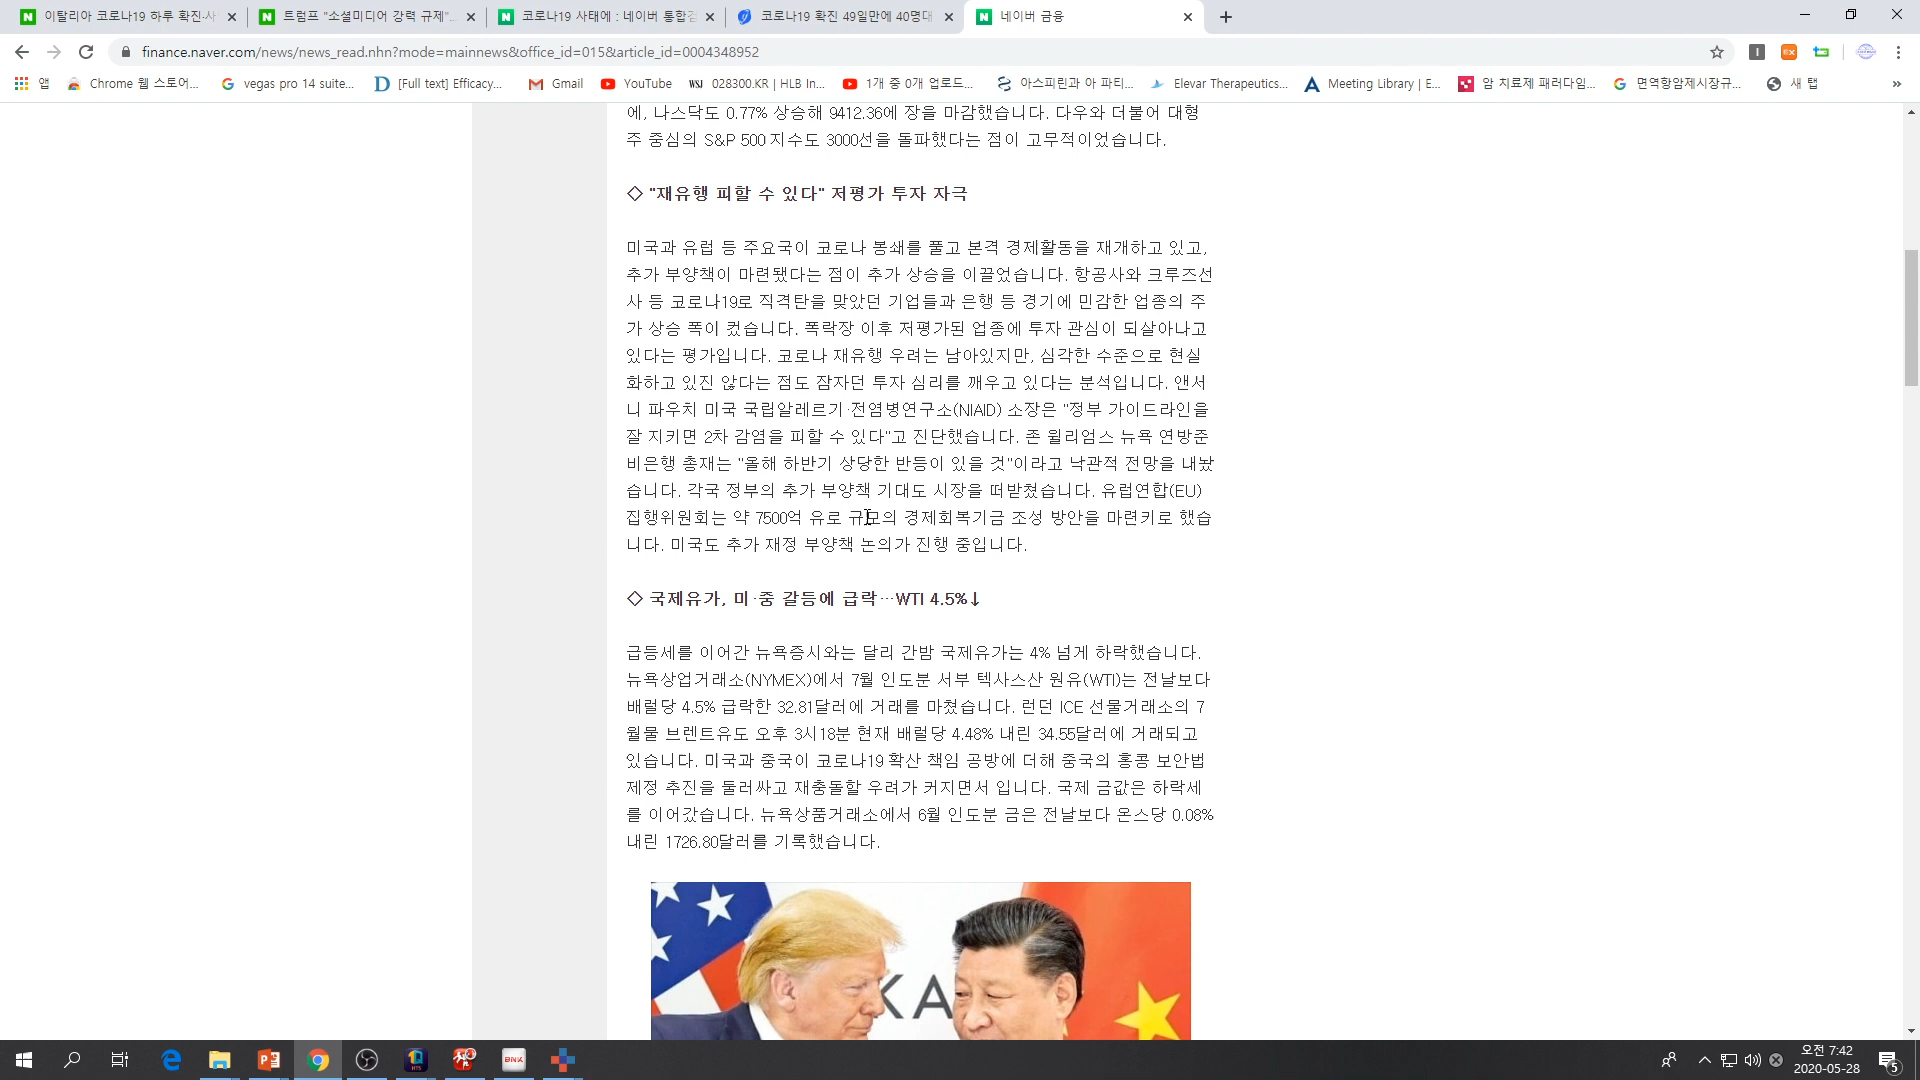 이탈리아 코로나19 하루 확진·사
트럼프 "소셜미디어 강력 규제"...
코로나19 사태에 : 네이버 통합검
코로나19 확진 49일만에 40명대
네이버 금융
finance.naver.com/news/news_read.nhn?mode=mainnews&office_id=015&article_id=0004348952
앱
Chrome 웹 스토어...
vegas pro 14 suite...
[Full text] Efficacy...
Gmail
YouTube
WSJ 028300.KR | HLB In...
1개 중 0개 업로드...
아스피린과 아 파티...
Elevar Therapeutics...
Meeting Library | E...
암 치료제 패러다임...
면역항암제시장규...
새 탭
에, 나스닥도 0.77% 상승해 9412.36에 장을 마감했습니다. 다우와 더불어 대형
주 중심의 S&P 500 지수도 3000선을 돌파했다는 점이 고무적이었습니다.
◇ "재유행 피할 수 있다" 저평가 투자 자극
미국과 유럽 등 주요국이 코로나 봉쇄를 풀고 본격 경제활동을 재개하고 있고,
추가 부양책이 마련됐다는 점이 추가 상승을 이끌었습니다. 항공사와 크루즈선
사 등 코로나19로 직격탄을 맞았던 기업들과 은행 등 경기에 민감한 업종의 주
가 상승 폭이 컸습니다. 폭락장 이후 저평가된 업종에 투자 관심이 되살아나고
있다는 평가입니다. 코로나 재유행 우려는 남아있지만, 심각한 수준으로 현실
화하고 있진 않다는 점도 잠자던 투자 심리를 깨우고 있다는 분석입니다. 앤서
니 파우치 미국 국립알레르기·전염병연구소(NIAID) 소장은 "정부 가이드라인을
잘 지키면 2차 감염을 피할 수 있다"고 진단했습니다. 존 윌리엄스 뉴욕 연방준
비은행 총재는 "올해 하반기 상당한 반등이 있을 것"이라고 낙관적 전망을 내놨
습니다. 각국 정부의 추가 부양책 기대도 시장을 떠받쳤습니다. 유럽연합(EU)
집행위원회는 약 7500억 유로 규모의 경제회복기금 조성 방안을 마련키로 했습
니다. 미국도 추가 재정 부양책 논의가 진행 중입니다.
◇ 국제유가, 미·중 갈등에 급락…WTI 4.5%↓
급등세를 이어간 뉴욕증시와는 달리 간밤 국제유가는 4% 넘게 하락했습니다.
뉴욕상업거래소(NYMEX)에서 7월 인도분 서부 텍사스산 원유(WTI)는 전날보다
배럴당 4.5% 급락한 32.81달러에 거래를 마쳤습니다. 런던 ICE 선물거래소의 7
월물 브렌트유도 오후 3시18분 현재 배럴당 4.48% 내린 34.55달러에 거래되고
있습니다. 미국과 중국이 코로나19 확산 책임 공방에 더해 중국의 홍콩 보안법
제정 추진을 둘러싸고 재충돌할 우려가 커지면서 입니다. 국제 금값은 하락세
를 이어갔습니다. 뉴욕상품거래소에서 6월 인도분 금은 전날보다 온스당 0.08%
내린 1726.80달러를 기록했습니다.
KA
BNK
오전 7:42
2020-05-28
5